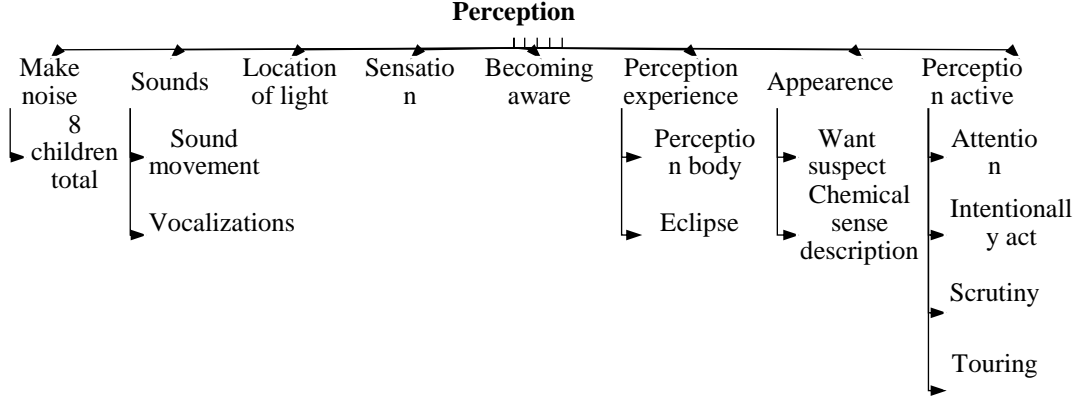 Perception
Make
noise
8
children
total
Sounds
Sound
movement
Vocalizations
Location
of light
Sensatio
n
Becoming
aware
Perception
experience
Perceptio
n body
Eclipse
Appearence
Want
suspect
Chemical
sense
description
Perceptio
n active
Attentio
n
Intentionall
y act
Scrutiny
Touring